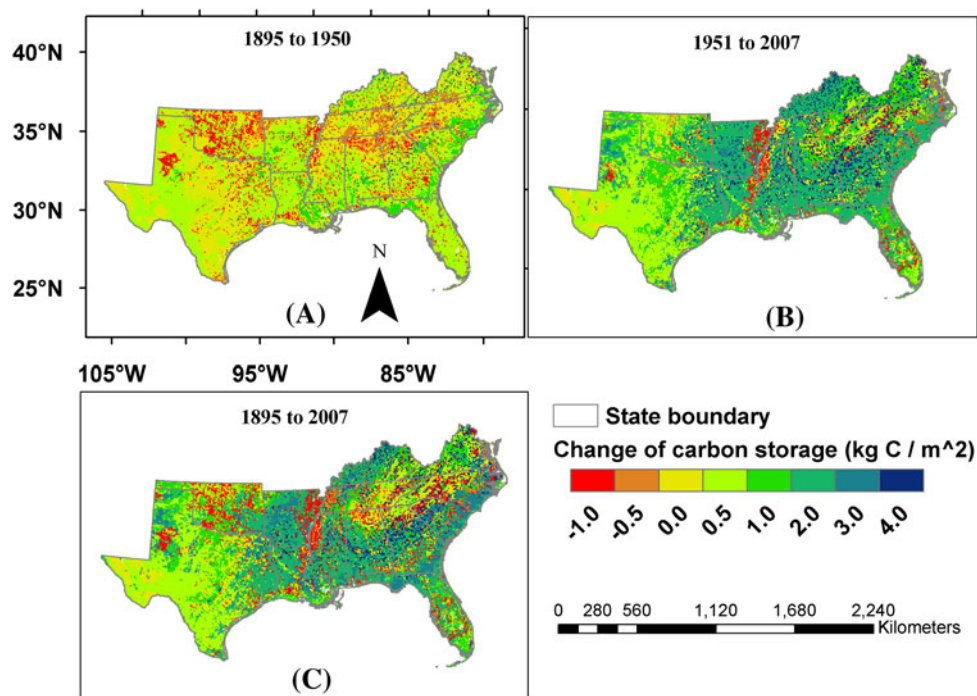 1895 to 1950
40°N
35°N
30°N
25°N
N
(A)
1951 to 2007
(B)
105°W 95°W 85°W
1895 to 2007
(C)
State boundary
Change of carbon storage (kg C / m^2)
-1.0 -0.5 0.0 0.5 1.0 2.0 3.0 4.0
0 280 560 1,120 1,680 2,240
Kilometers